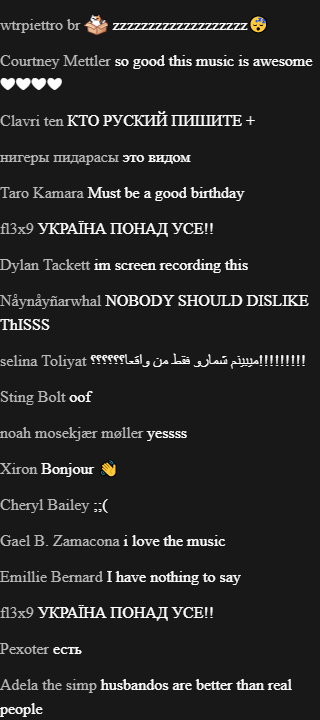 wtrpiettro br zzzzzzzzzzzzzzzzzzz😴
Courtney Mettler so good this music is awesome
🤍🤍🤍🤍
Clavri ten КТО РУСКИЙ ПИШИТЕ +
нигеры пидарасы это видом
Taro Kamara Must be a good birthday
fl3x9 УКРАЇНА ПОНАД УСЕ!!
Dylan Tackett im screen recording this
Nåynåyñarwhal NOBODY SHOULD DISLIKE
ThISSS
selina Toliyat میبینم شمارو فقط من واقعا؟؟؟؟؟؟!!!!!!!!!
Sting Bolt oof
noah mosekjær møller yessss
Xiron Bonjour 👋
Cheryl Bailey ;;(
Gael B. Zamacona i love the music
Emillie Bernard I have nothing to say
fl3x9 УКРАЇНА ПОНАД УСЕ!!
Pexoter есть
Adela the simp husbandos are better than real
people